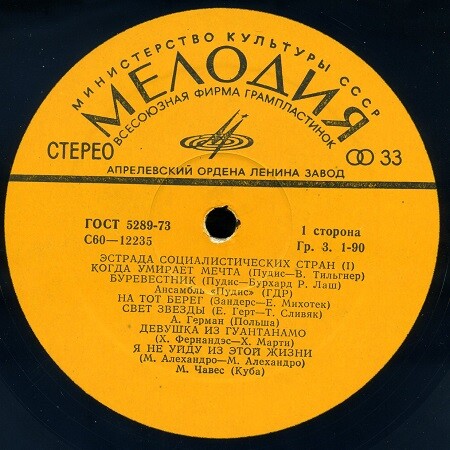 МИНИСТЕРСТВО КУЛЬТУРЫ СССР
МЕЛОДИЯ
ВСЕСОЮЗНАЯ ФИРМА ГРАМПЛАСТИНОК
СТЕРЕО
33
АПРЕЛЕВСКИЙ ОРДЕНА ЛЕНИНА ЗАВОД
ГОСТ 5289-73
С60—12235
1 сторона
Гр. 3. 1-90
ЭСТРАДА СОЦИАЛИСТИЧЕСКИХ СТРАН (I)
КОГДА УМИРАЕТ МЕЧТА (Пудис—В. Тильгнер)
БУРЕВЕСТНИК (Пудис—Бурхард Р. Лаш)
Ансамбль «Пудис» (ГДР)
НА ТОТ БЕРЕГ (Зандерс—Е. Михотек)
СВЕТ ЗВЕЗДЫ (Е. Герт—Т. Сливяк)
А. Герман (Польша)
ДЕВУШКА ИЗ ГУАНТАНАМО
(Х. Фернандэс—Х. Марти)
Я НЕ УЙДУ ИЗ ЭТОЙ ЖИЗНИ
(М. Алехандро—М. Алехандро)
М. Чавес (Куба)